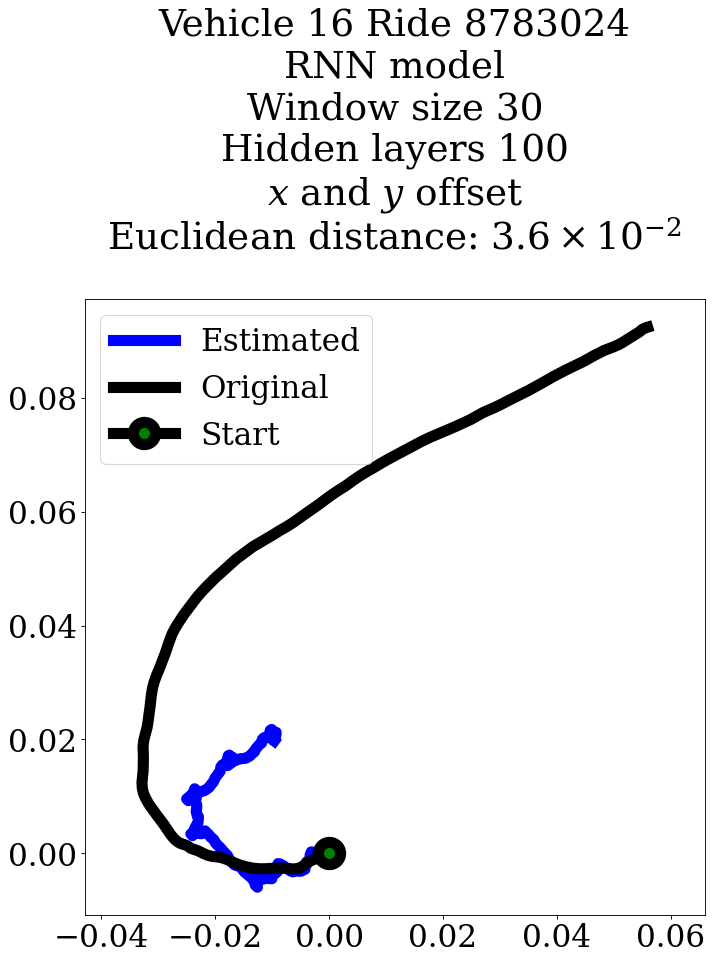 Vehicle 16 Ride 8783024
RNN model
Window size 30
Hidden layers 100
x and y offset
Euclidean distance: 3.6 × 10⁻²
Estimated
Original
Start
0.08
0.06
0.04
0.02
0.00
−0.04 −0.02 0.00 0.02 0.04 0.06